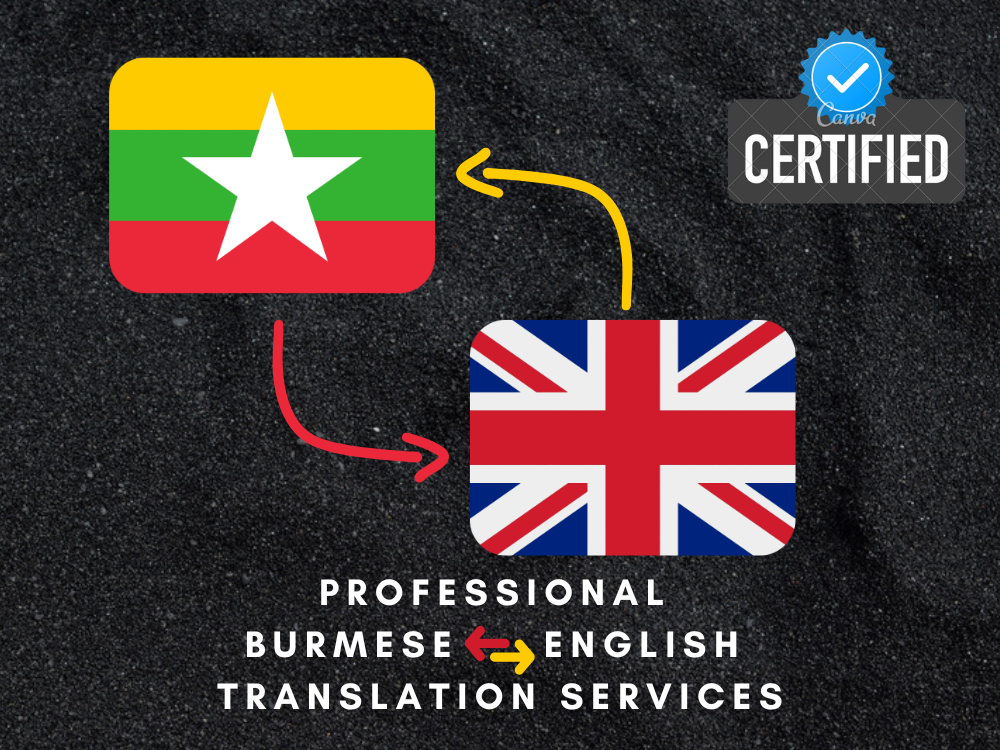 Canva
CERTIFIED
PROFESSIONAL
BURMESE ENGLISH
TRANSLATION SERVICES